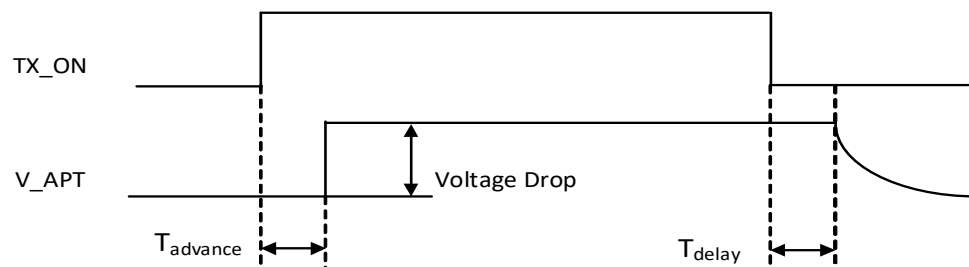 TX_ON
V_APT
Voltage Drop
Tadvance
Tdelay